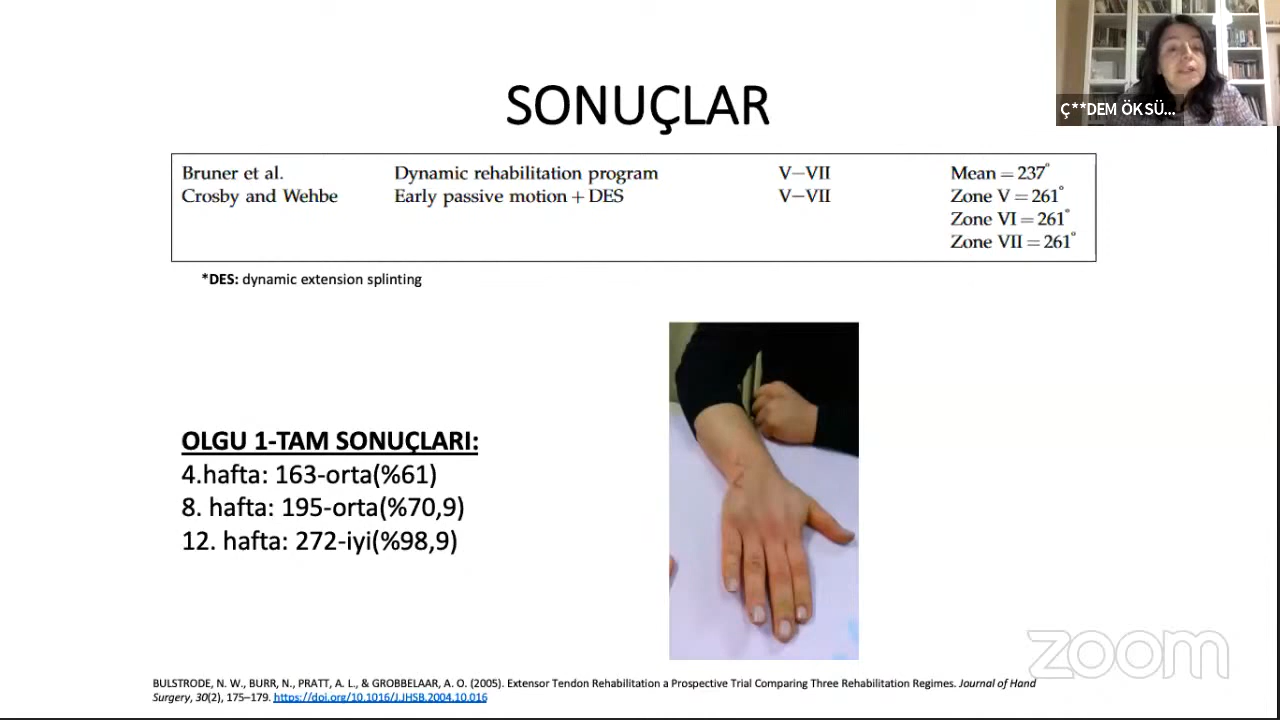 SONUÇLAR
Bruner et al. Dynamic rehabilitation program V–VII Mean = 237°
Crosby and Wehbe Early passive motion + DES V–VII Zone V = 261°
Zone VI = 261°
Zone VII = 261°
*DES: dynamic extension splinting
OLGU 1-TAM SONUÇLARI:
4.hafta: 163-orta(%61)
8. hafta: 195-orta(%70,9)
12. hafta: 272-iyi(%98,9)
BULSTRODE, N. W., BURR, N., PRATT, A. L., & GROBBELAAR, A. O. (2005). Extensor Tendon Rehabilitation a Prospective Trial Comparing Three Rehabilitation Regimes. Journal of Hand
Surgery, 30(2), 175–179. https://doi.org/10.1016/J.JHSB.2004.10.016
Ç**DEM ÖKSÜ...
zoom